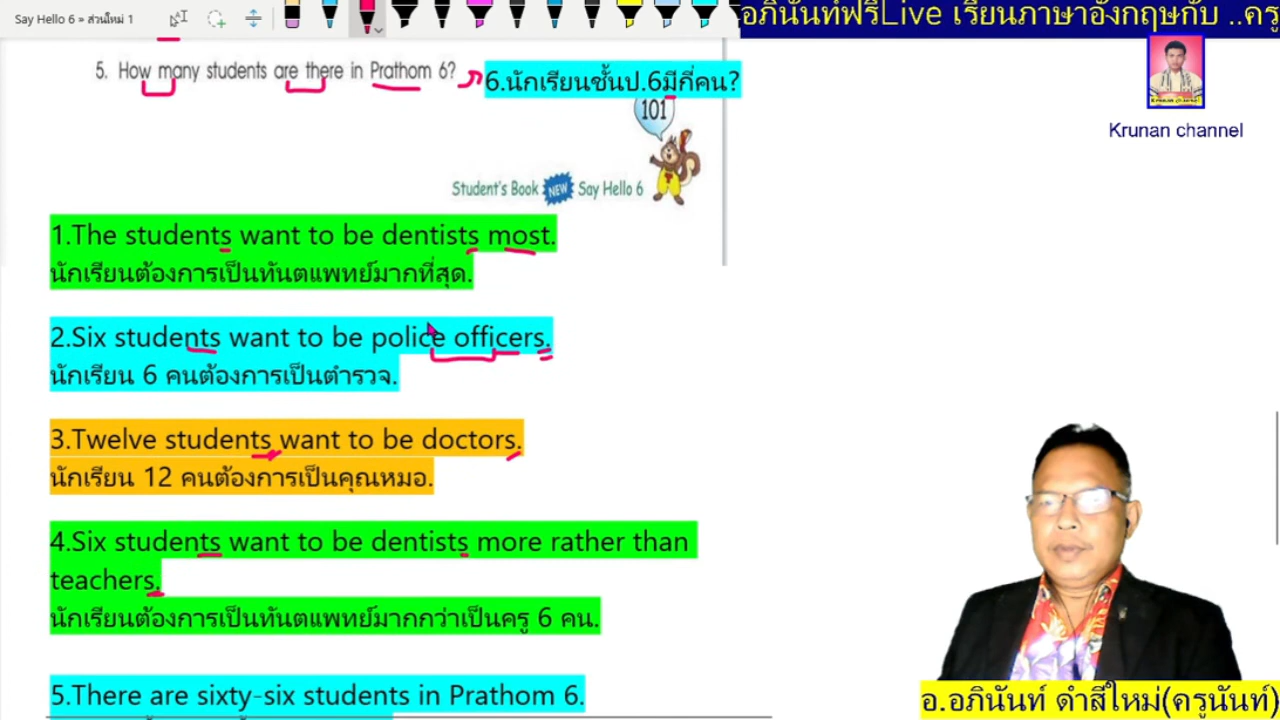 Say Hello 6 » ส่วนใหม่ 1
อภินันท์ฟรีLive เรียนภาษาอังกฤษกับ ..ครู
5. How many students are there in Prathom 6?
6.นักเรียนชั้นป.6มีกี่คน?
101
Krunan channel
Student's Book NEW Say Hello 6
1.The students want to be dentists most.
นักเรียนต้องการเป็นทันตแพทย์มากที่สุด.
2.Six students want to be police officers.
นักเรียน 6 คนต้องการเป็นตำรวจ.
3.Twelve students want to be doctors.
นักเรียน 12 คนต้องการเป็นคุณหมอ.
4.Six students want to be dentists more rather than
teachers.
นักเรียนต้องการเป็นทันตแพทย์มากกว่าเป็นครู 6 คน.
5.There are sixty-six students in Prathom 6.
อ.อภินันท์ ดำสีใหม่(ครูนันท์)